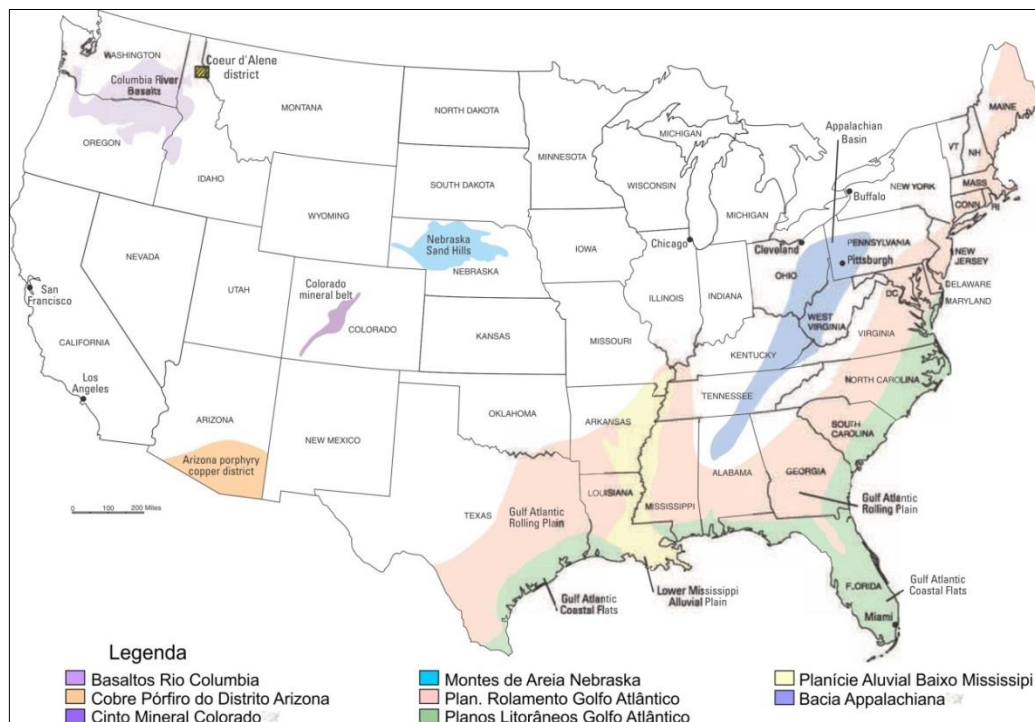 WASHINGTON
Coeur d'Alene
district
Columbia River
Basalts
MONTANA
NORTH DAKOTA
MAINE
Appalachian
Basin
MICHIGAN
VT
NH
OREGON
MINNESOTA
IDAHO
SOUTH DAKOTA
WISCONSIN
NEW YORK
MASS
Buffalo
CONN
RI
WYOMING
MICHIGAN
Nebraska
Sand Hills
IOWA
Chicago
Cleveland
PENNSYLVANIA
NEBRASKA
NEVADA
OHIO
Pittsburgh
NEW
JERSEY
UTAH
Colorado
mineral belt
ILLINOIS
INDIANA
DC
DELAWARE
MARYLAND
San
Francisco
COLORADO
WEST
VIRGINIA
VIRGINIA
KANSAS
MISSOURI
CALIFORNIA
KENTUCKY
Los
Angeles
NORTH CAROLINA
TENNESSEE
ARIZONA
OKLAHOMA
ARKANSAS
NEW MEXICO
SOUTH
CAROLINA
Arizona porphyry
copper district
ALABAMA
GEORGIA
LOUISIANA
MISSISSIPPI
0 100 200 Miles
TEXAS
Gulf Atlantic
Rolling Plain
Gulf Atlantic
Rolling Plain
FLORIDA
Gulf Atlantic
Coastal Flats
Gulf Atlantic
Coastal Flats
Lower Mississippi
Alluvial Plain
Miami
Legenda
Basaltos Rio Columbia
Cobre Pórfiro do Distrito Arizona
Cinto Mineral Colorado
Montes de Areia Nebraska
Plan. Rolamento Golfo Atlântico
Planos Litorâneos Golfo Atlântico
Planície Aluvial Baixo Mississipi
Bacia Appalachiana